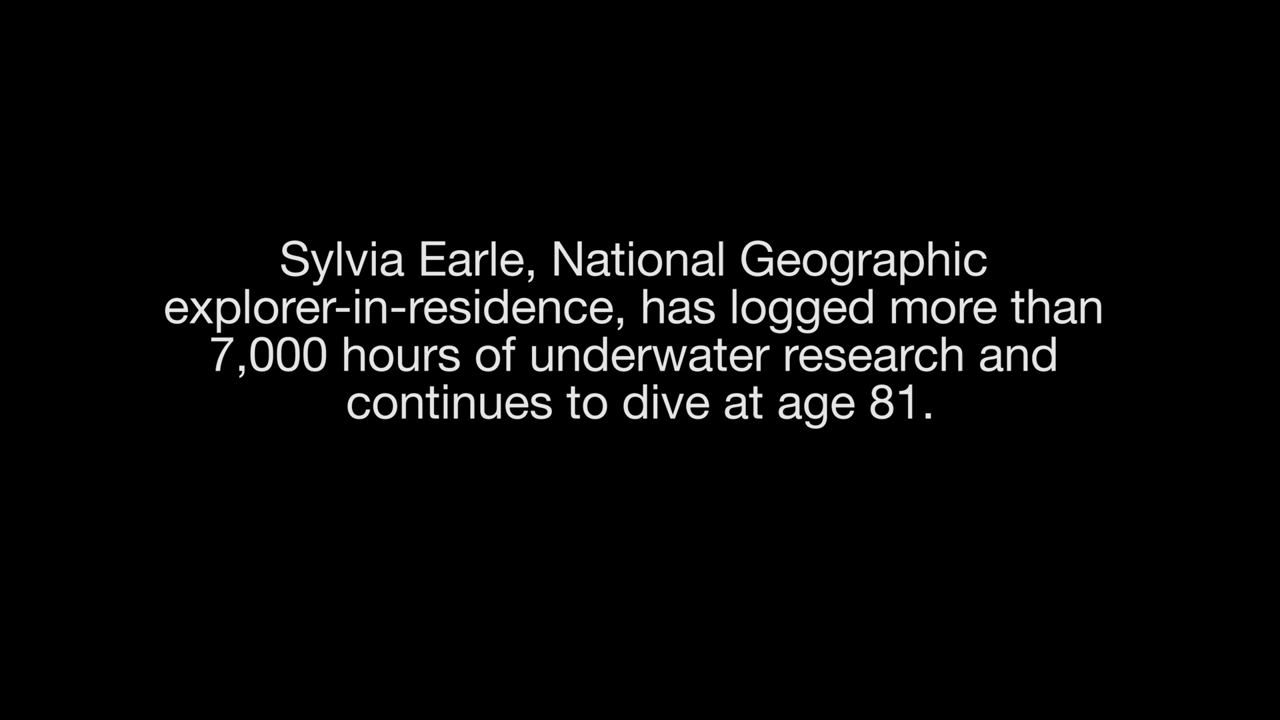 Sylvia Earle, National Geographic
explorer-in-residence, has logged more than
7,000 hours of underwater research and
continues to dive at age 81.